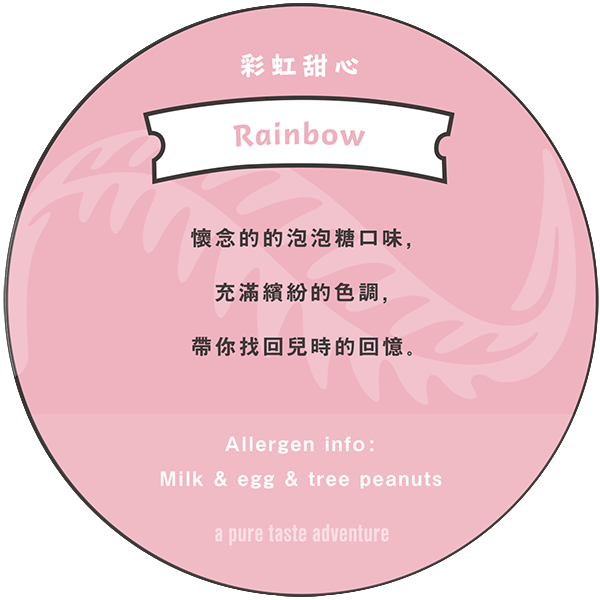 彩虹甜心
Rainbow
懷念的的泡泡糖口味,
充滿繽紛的色調,
帶你找回兒時的回憶。
Allergen info:
Milk & egg & tree peanuts
a pure taste adventure